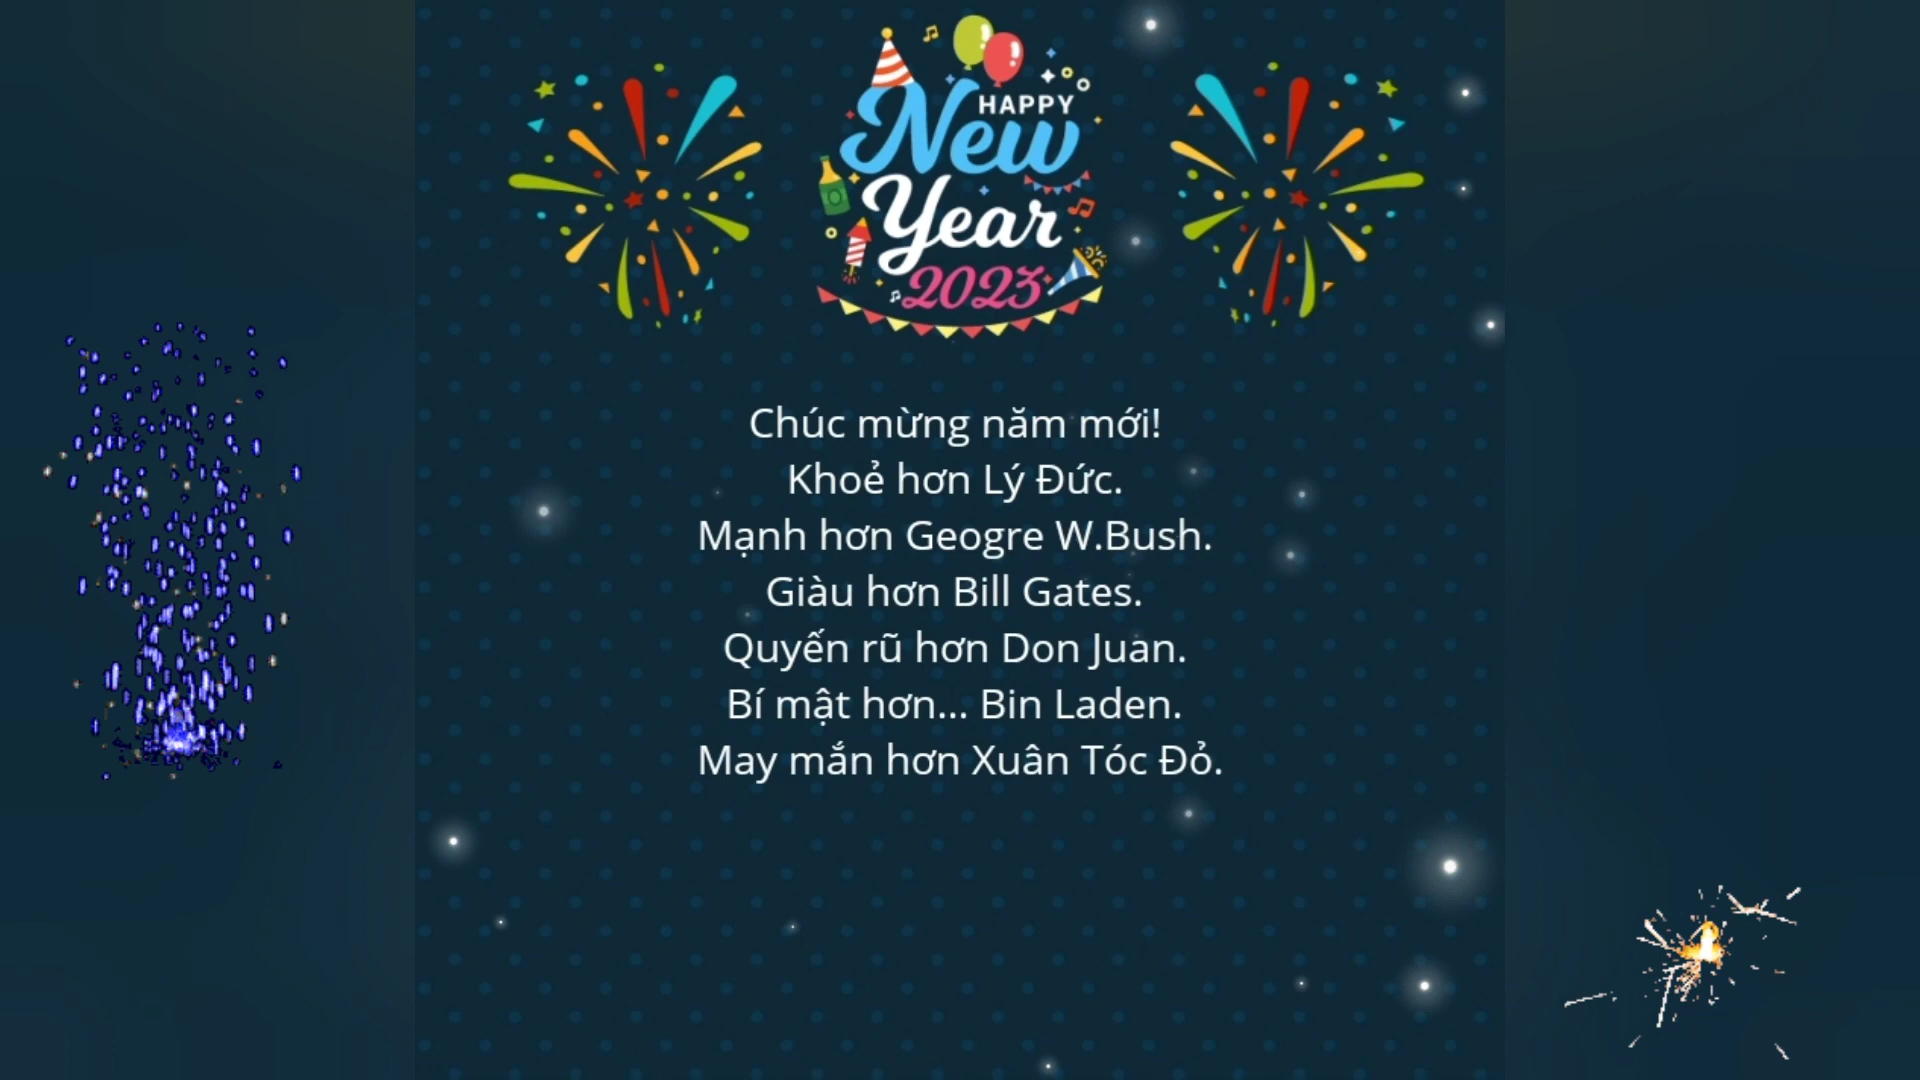 HAPPY
New
Year
2023
Chúc mừng năm mới!
Khoẻ hơn Lý Đức.
Mạnh hơn Geogre W.Bush.
Giàu hơn Bill Gates.
Quyến rũ hơn Don Juan.
Bí mật hơn... Bin Laden.
May mắn hơn Xuân Tóc Đỏ.